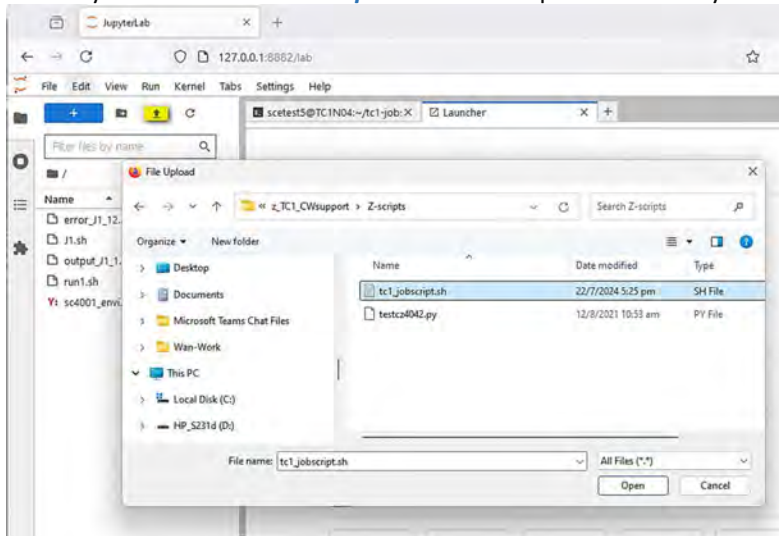 JupyterLab
127.0.0.1:8882/lab
File Edit View Run Kernel Tabs Settings Help
scetest5@TC1N04:~/tc1-job:
Launcher
Filter files by name
/
Name
error_J1_12.
J1.sh
output_J1_1.
run1.sh
Y: sc4001_envi.
File Upload
« z_TC1_CWsupport > Z-scripts
Search Z-scripts
Organize
New folder
Name Date modified Type
Desktop
Documents
Microsoft Teams Chat Files
Wan-Work
This PC
Local Disk (C:)
HP_S231d (D:)
tc1_jobscript.sh 22/7/2024 5:25 pm SH File
testcz4042.py 12/8/2021 10:53 am PY File
File name: tc1_jobscript.sh
All Files (*.*)
Open Cancel